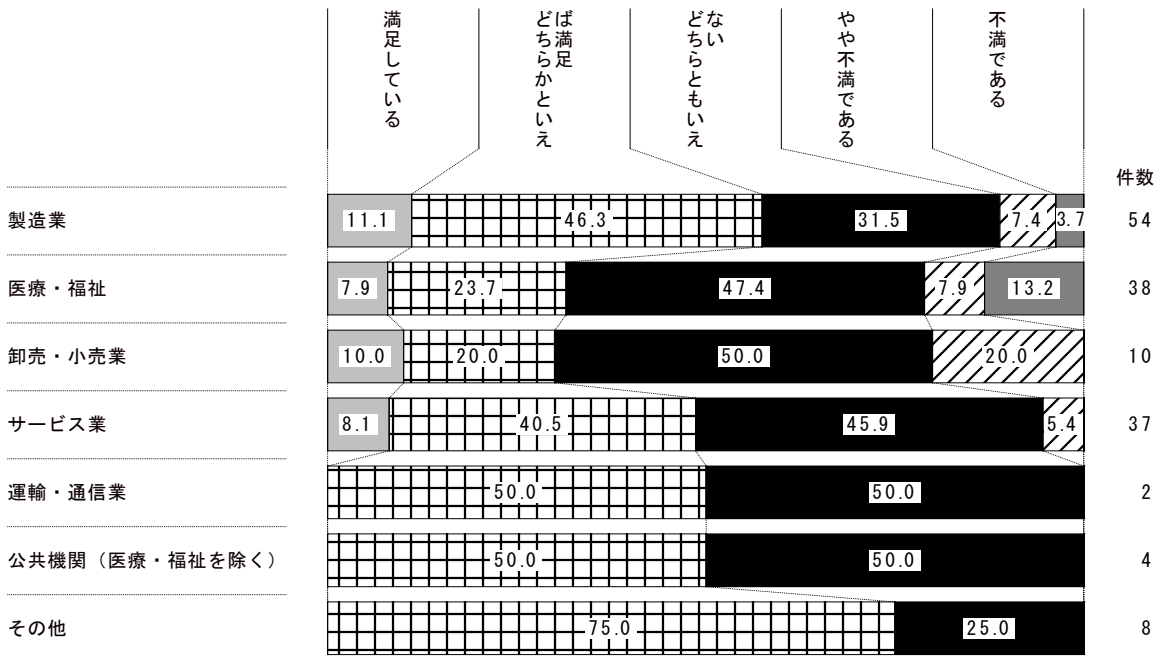 満足している
どちらかといえ
ば満足
どちらともいえ
ない
やや不満である
不満である
件数
製造業
11.1
46.3
31.5
7.4
3.7
54
医療・福祉
7.9
23.7
47.4
7.9
13.2
38
卸売・小売業
10.0
20.0
50.0
20.0
10
サービス業
8.1
40.5
45.9
5.4
37
運輸・通信業
50.0
50.0
2
公共機関（医療・福祉を除く）
50.0
50.0
4
その他
75.0
25.0
8